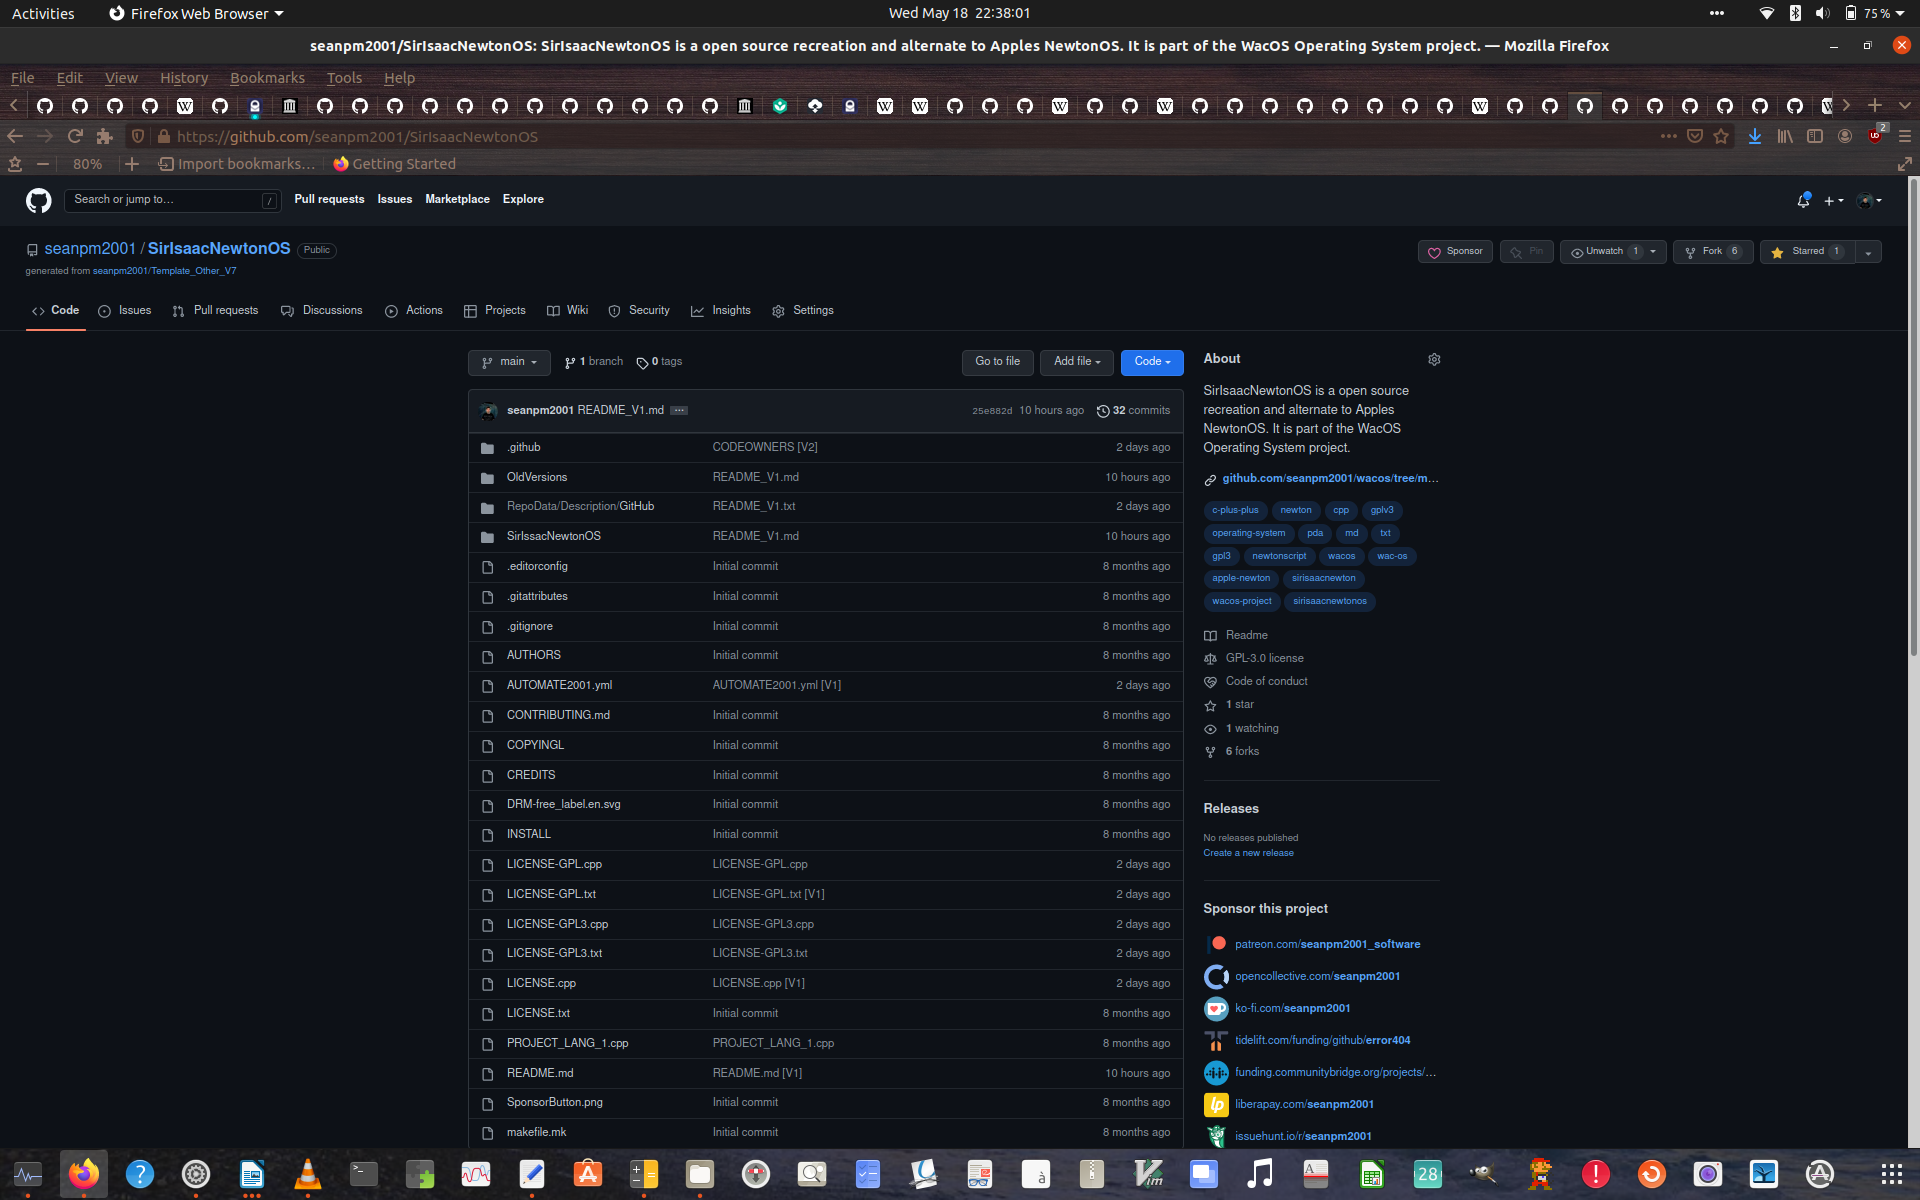 Activities
Firefox Web Browser
Wed May 18 22:38:01
75 %
seanpm2001/SirIsaacNewtonOS: SirIsaacNewtonOS is a open source recreation and alternate to Apples NewtonOS. It is part of the WacOS Operating System project. — Mozilla Firefox
File Edit View History Bookmarks Tools Help
https://github.com/seanpm2001/SirIsaacNewtonOS
2
80%
Import bookmarks...
Getting Started
Search or jump to... /
Pull requests Issues Marketplace Explore
seanpm2001 / SirIsaacNewtonOS Public
generated from seanpm2001/Template_Other_V7
Sponsor
Pin
Unwatch 1
Fork 6
Starred 1
Code Issues Pull requests Discussions Actions Projects Wiki Security Insights Settings
main
1 branch
0 tags
Go to file
Add file
Code
seanpm2001 README_V1.md ... 25e882d 10 hours ago 32 commits
.github CODEOWNERS [V2] 2 days ago
OldVersions README_V1.md 10 hours ago
RepoData/Description/GitHub README_V1.txt 2 days ago
SirIssacNewtonOS README_V1.md 10 hours ago
.editorconfig Initial commit 8 months ago
.gitattributes Initial commit 8 months ago
.gitignore Initial commit 8 months ago
AUTHORS Initial commit 8 months ago
AUTOMATE2001.yml AUTOMATE2001.yml [V1] 2 days ago
CONTRIBUTING.md Initial commit 8 months ago
COPYINGL Initial commit 8 months ago
CREDITS Initial commit 8 months ago
DRM-free_label.en.svg Initial commit 8 months ago
INSTALL Initial commit 8 months ago
LICENSE-GPL.cpp LICENSE-GPL.cpp 2 days ago
LICENSE-GPL.txt LICENSE-GPL.txt [V1] 2 days ago
LICENSE-GPL3.cpp LICENSE-GPL3.cpp 2 days ago
LICENSE-GPL3.txt LICENSE-GPL3.txt 2 days ago
LICENSE.cpp LICENSE.cpp [V1] 2 days ago
LICENSE.txt Initial commit 8 months ago
PROJECT_LANG_1.cpp PROJECT_LANG_1.cpp 8 months ago
README.md README.md [V1] 10 hours ago
SponsorButton.png Initial commit 8 months ago
makefile.mk Initial commit 8 months ago
About
SirIsaacNewtonOS is a open source
recreation and alternate to Apples
NewtonOS. It is part of the WacOS
Operating System project.
github.com/seanpm2001/wacos/tree/m...
c-plus-plus newton cpp gplv3
operating-system pda md txt
gpl3 newtonscript wacos wac-os
apple-newton sirisaacnewton
wacos-project sirisaacnewtonos
Readme
GPL-3.0 license
Code of conduct
1 star
1 watching
6 forks
Releases
No releases published
Create a new release
Sponsor this project
patreon.com/seanpm2001_software
opencollective.com/seanpm2001
ko-fi.com/seanpm2001
tidelift.com/funding/github/error404
funding.communitybridge.org/projects/...
liberapay.com/seanpm2001
issuehunt.io/r/seanpm2001
28